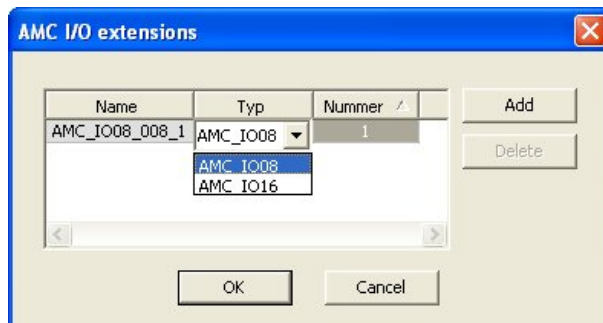 AMC I/O extensions
Name Typ Nummer
AMC_IO08_008_1 AMC_IO08 1
AMC_IO08
AMC_IO16
Add
Delete
OK Cancel